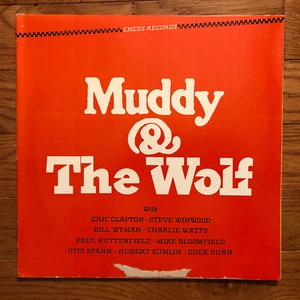 CHESS RECORDS
Muddy
&
The Wolf
With
ERIC CLAPTON - STEVE WINWOOD
BILL WYMAN - CHARLIE WATTS
PAUL BUTTERFIELD - MIKE BLOOMFIELD
OTIS SPANN - HUBERT SUMLIN - DUCK DUNN